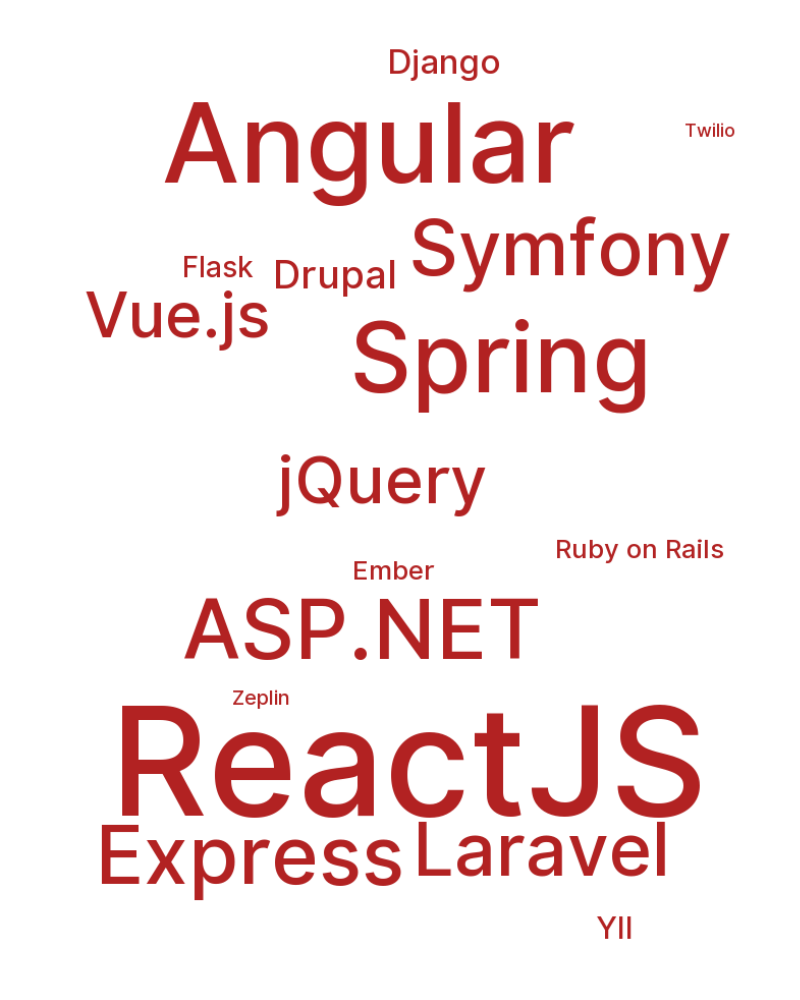 Django
Angular
Twilio
Symfony
Flask
Drupal
Vue.js
Spring
jQuery
Ruby on Rails
Ember
ASP.NET
Zeplin
ReactJS
Express
Laravel
YII